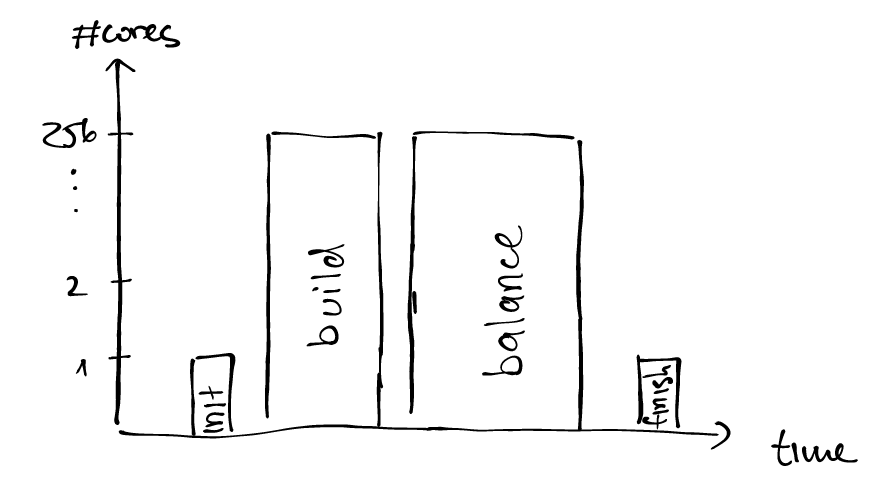 #cores
256
...
2
1
init
build
balance
finish
time